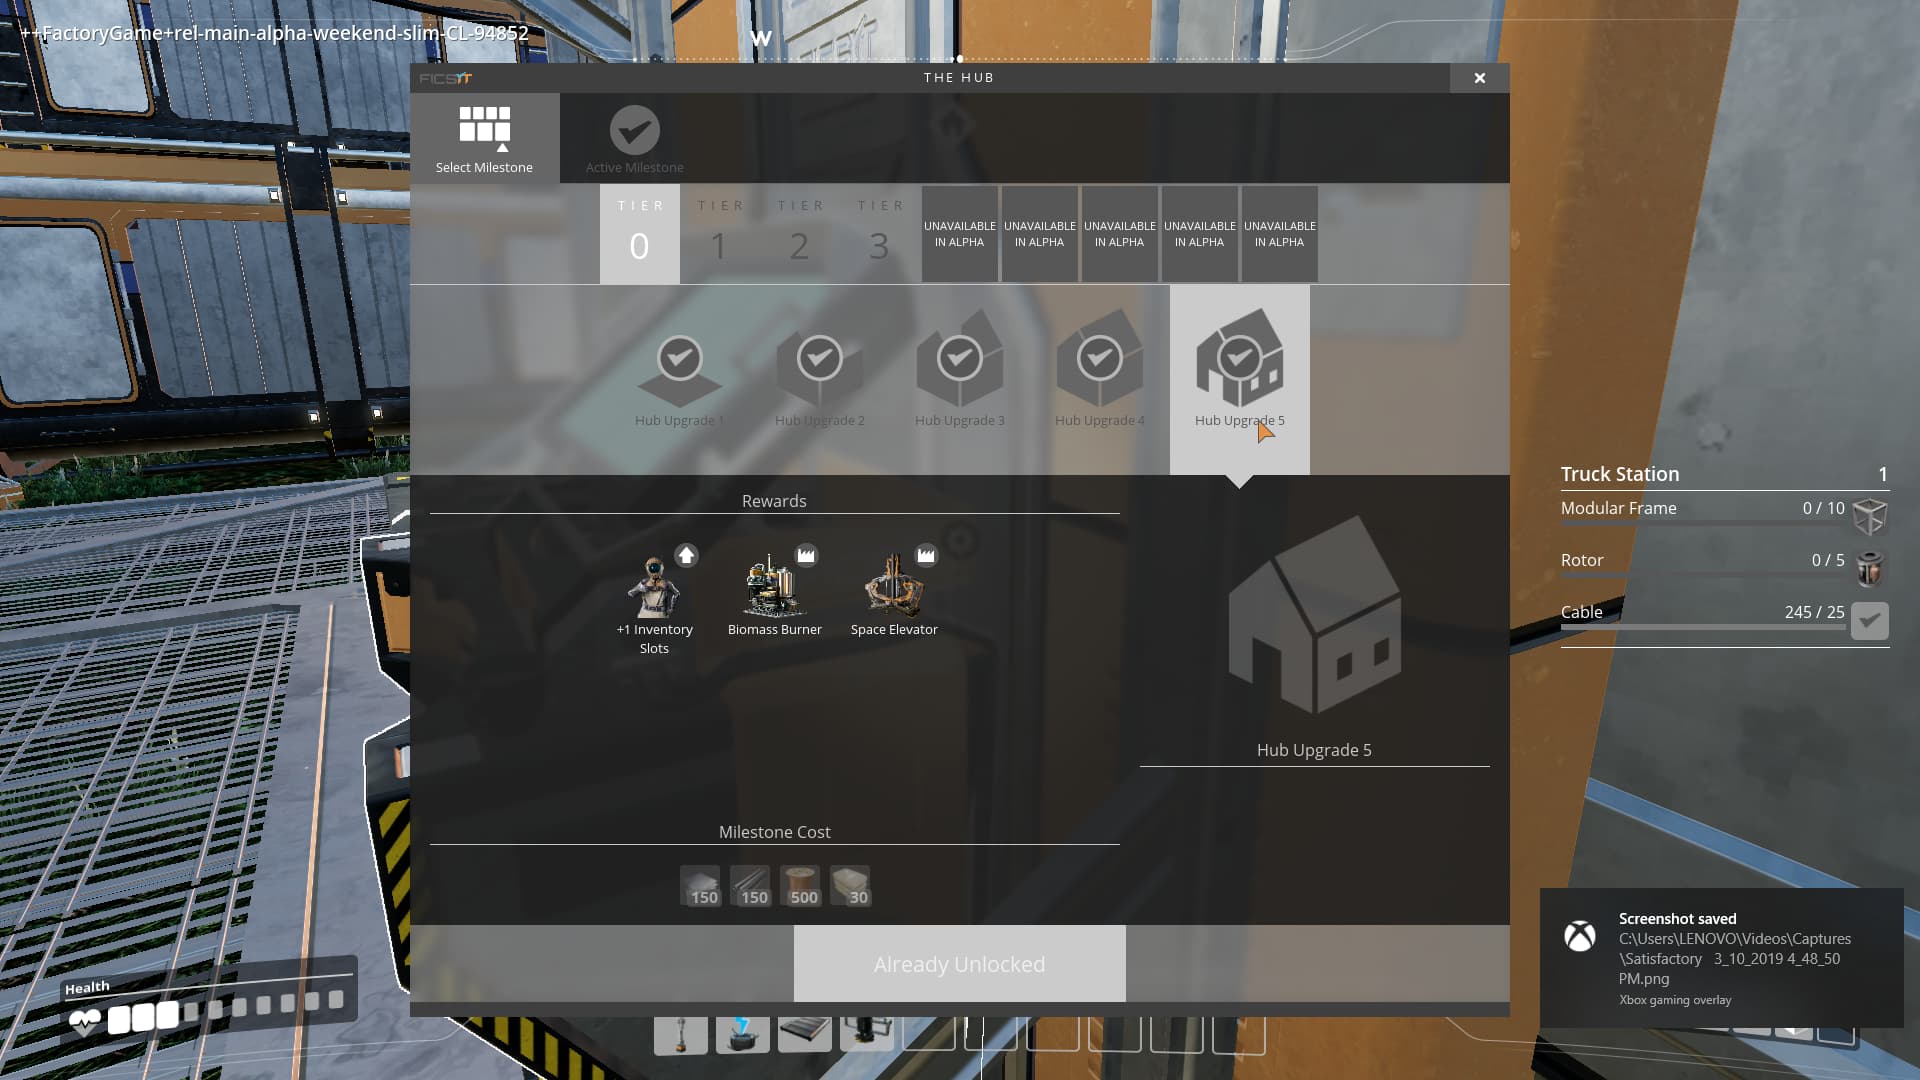 ++FactoryGame+rel-main-alpha-weekend-slim-CL-94852
W
FICSIT
THE HUB
Select Milestone
Active Milestone
TIER
0
TIER
1
TIER
2
TIER
3
UNAVAILABLE
IN ALPHA
UNAVAILABLE
IN ALPHA
UNAVAILABLE
IN ALPHA
UNAVAILABLE
IN ALPHA
UNAVAILABLE
IN ALPHA
Hub Upgrade 1
Hub Upgrade 2
Hub Upgrade 3
Hub Upgrade 4
Hub Upgrade 5
Rewards
+1 Inventory
Slots
Biomass Burner
Space Elevator
Hub Upgrade 5
Milestone Cost
150
150
500
30
Already Unlocked
Truck Station 1
Modular Frame 0 / 10
Rotor 0 / 5
Cable 245 / 25
Health
Screenshot saved
C:\Users\LENOVO\Videos\Captures
\Satisfactory 3_10_2019 4_48_50
PM.png
Xbox gaming overlay